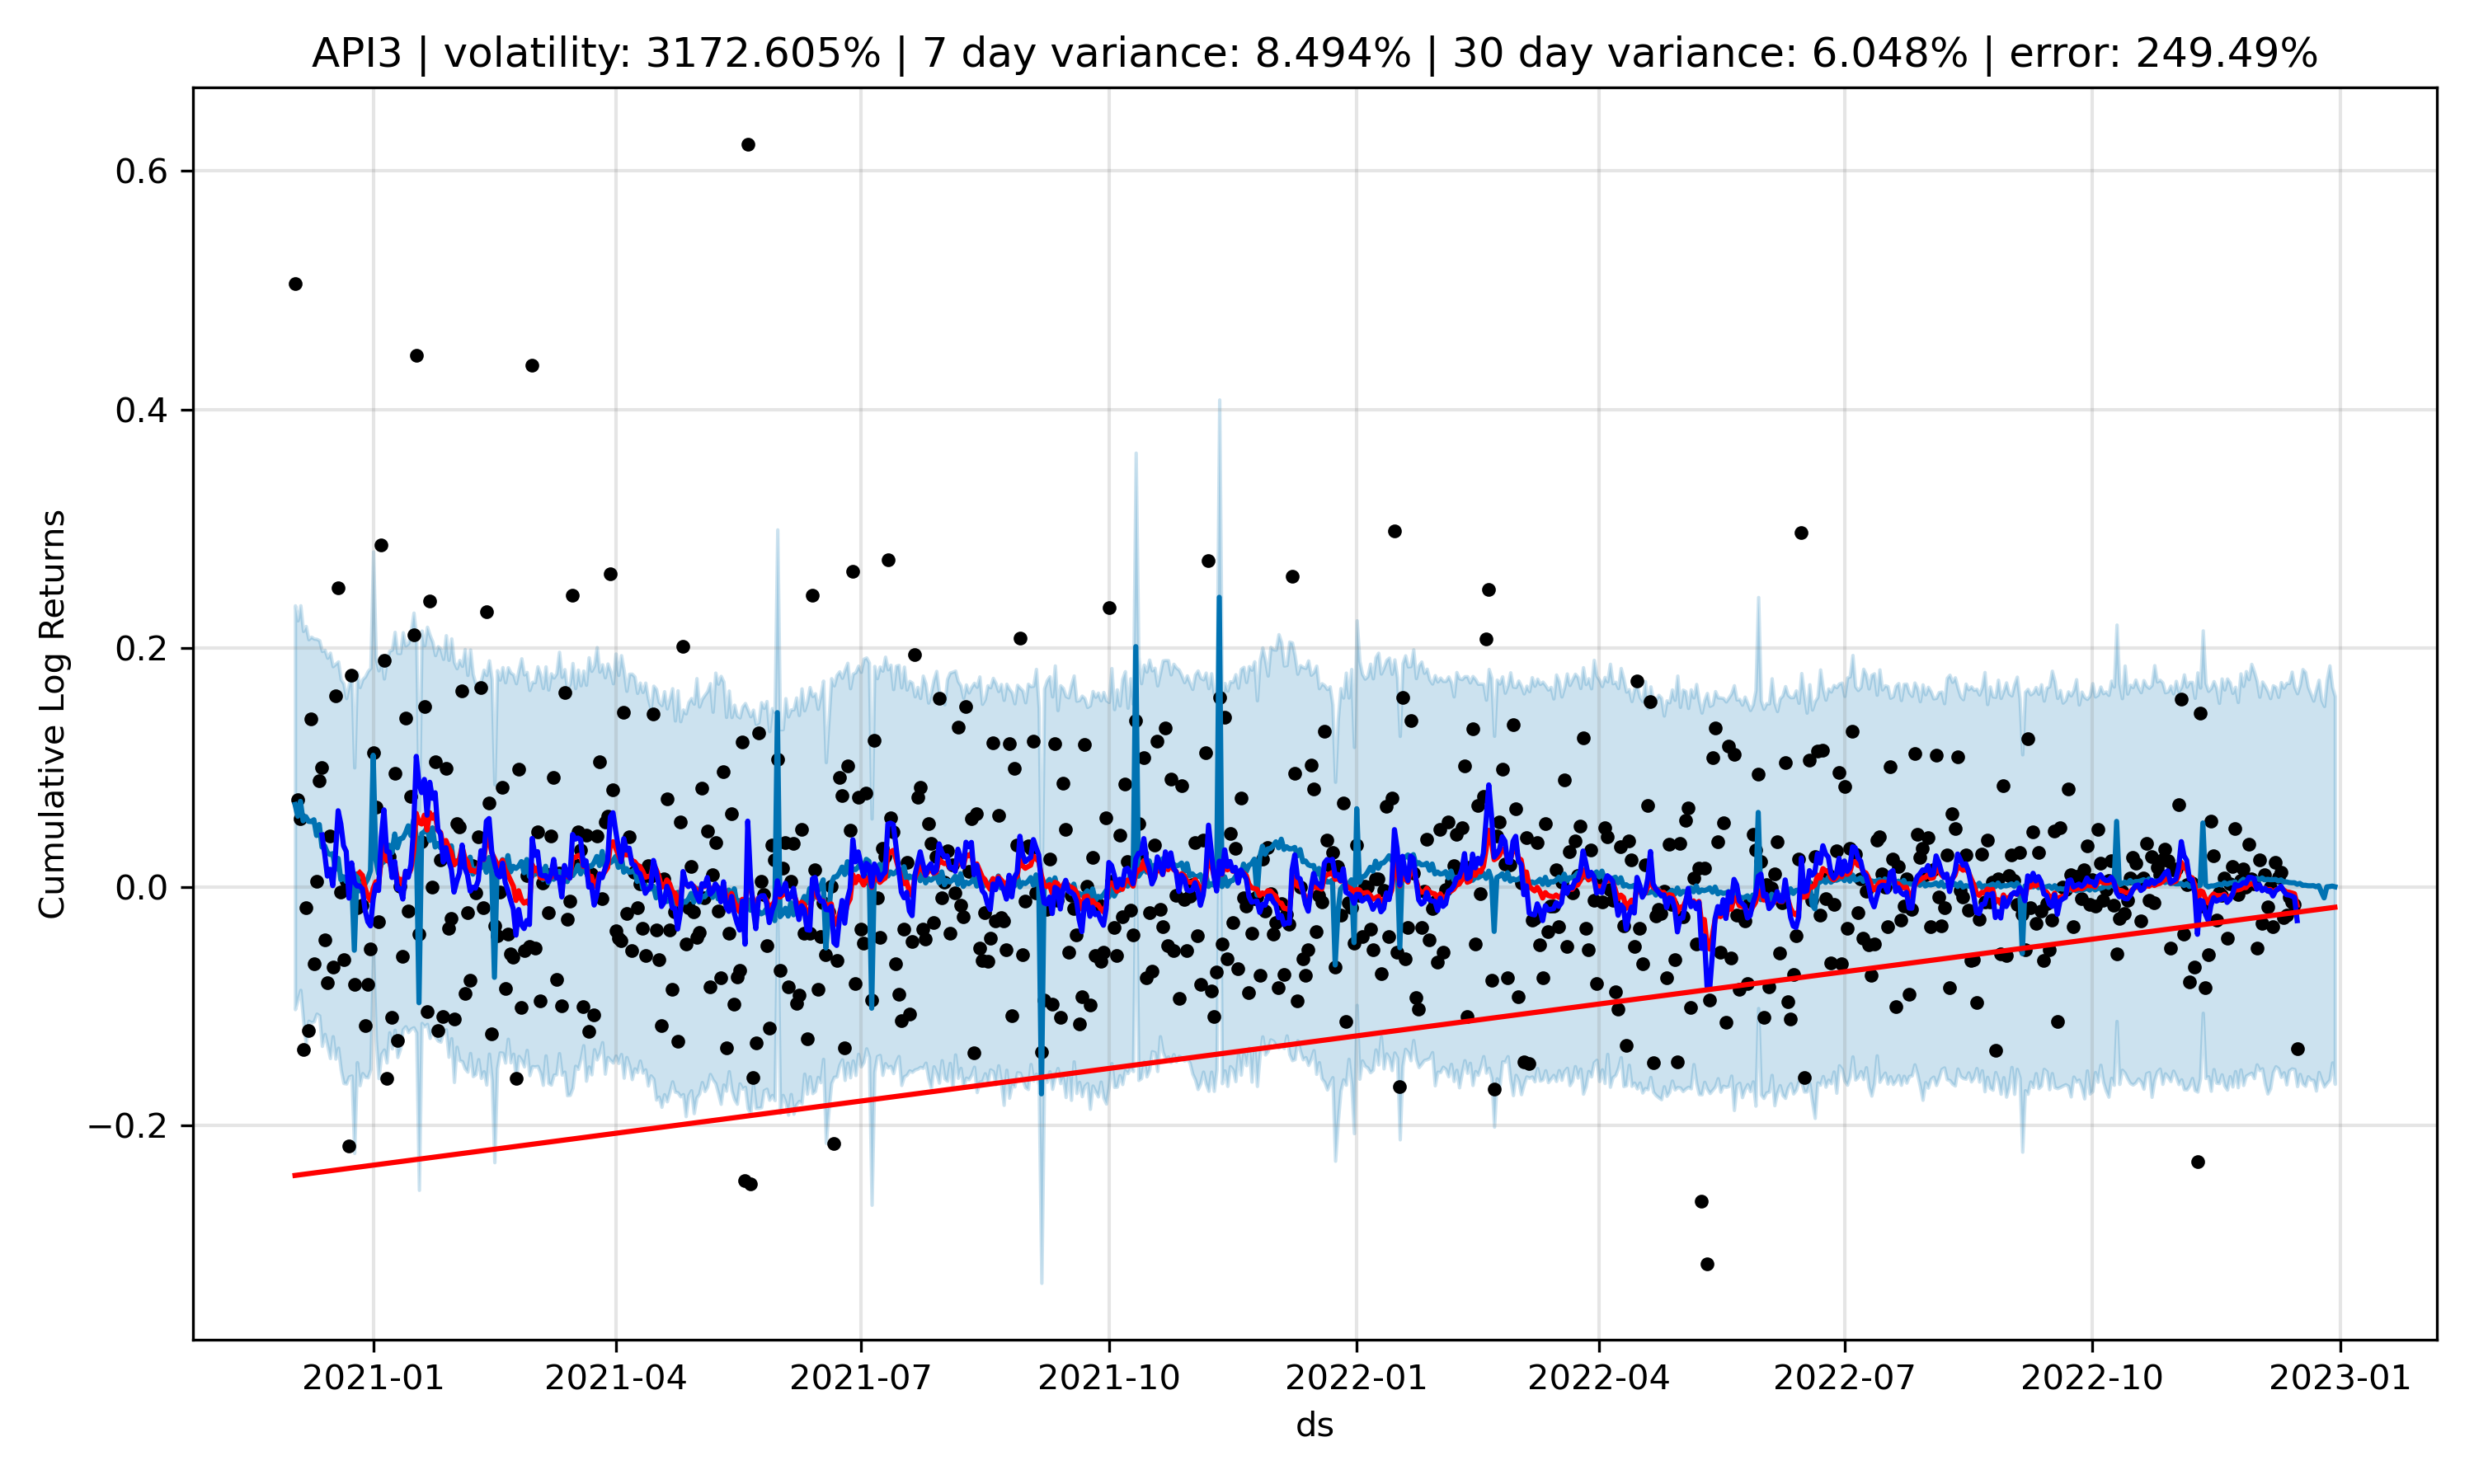 API3 | volatility: 3172.605% | 7 day variance: 8.494% | 30 day variance: 6.048% | error: 249.49%
Cumulative Log Returns
0.6
0.4
0.2
0.0
−0.2
2021-01 2021-04 2021-07 2021-10 2022-01 2022-04 2022-07 2022-10 2023-01
ds